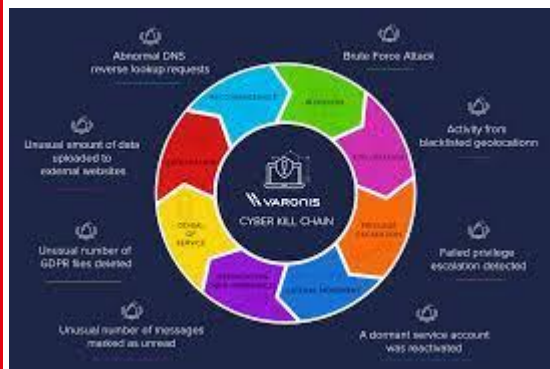 Abnormal DNS
reverse lookup requests
Brute Force Attack
Unusual amount of data
uploaded to
external websites
Activity from
blacklisted geolocationn
VARONIS
CYBER KILL CHAIN
DENIAL
OF
SERVICE
Unusual number of
GDPR files deleted
Failed privilege
escalation detected
LATERAL MOVEMENT
Unusual number of messages
marked as unread
A dormant service account
was reactivated